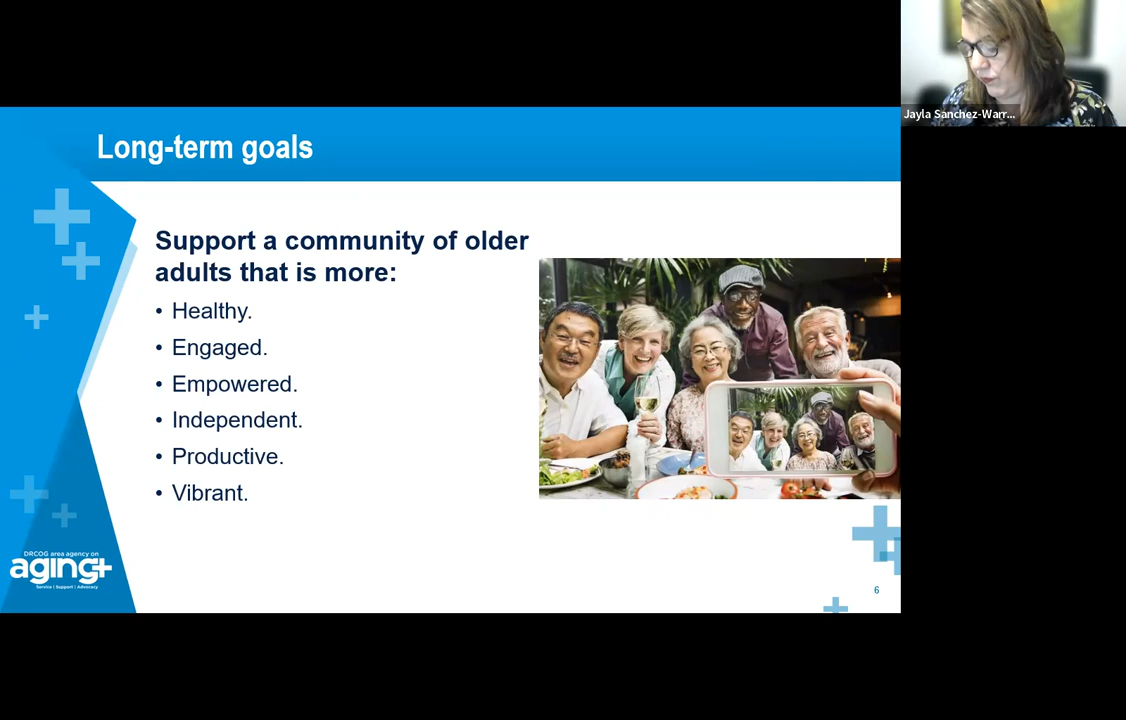 Jayla Sanchez-Warr...
Long-term goals
Support a community of older
adults that is more:
• Healthy.
• Engaged.
• Empowered.
• Independent.
• Productive.
• Vibrant.
DRCOG area agency on
aging+
Service | Support | Advocacy
6